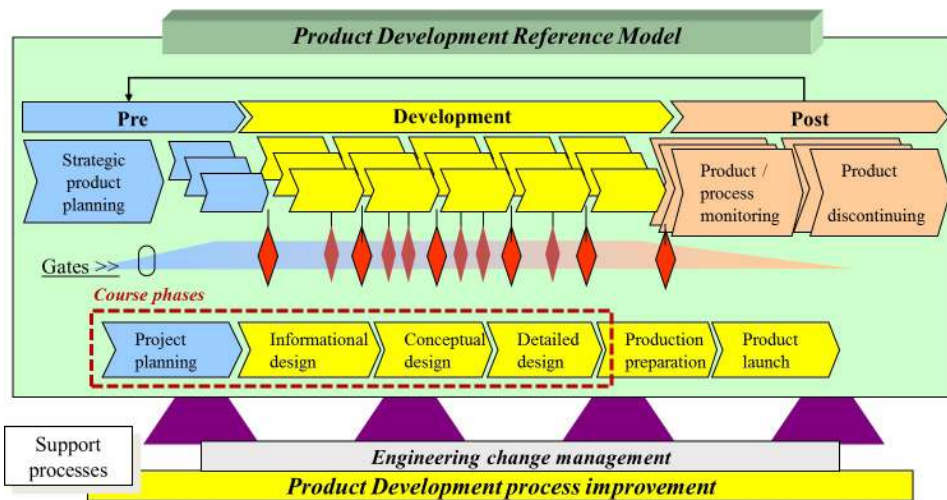 Product Development Reference Model
Pre
Development
Post
Strategic
product
planning
Product /
process
monitoring
Product
discontinuing
Gates >>
Course phases
Project
planning
Informational
design
Conceptual
design
Detailed
design
Production
preparation
Product
launch
Support
processes
Engineering change management
Product Development process improvement